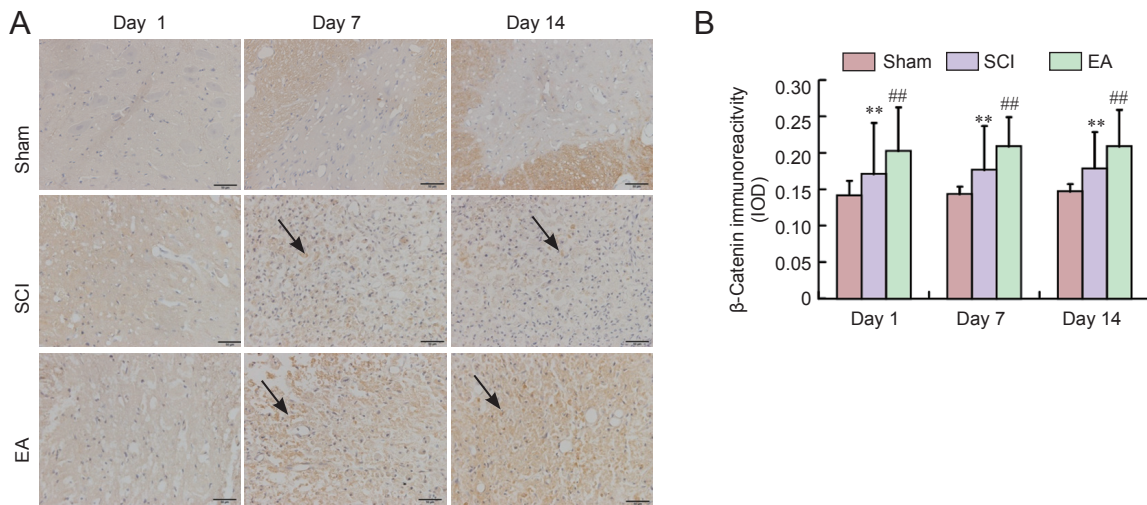 A
Day 1
Day 7
Day 14
Sham
SCI
EA
B
Sham
SCI
EA
β-Catenin immunoreacitvity
(IOD)
0.30
0.25
0.20
0.15
0.10
0.05
0
**
##
**
##
**
##
Day 1
Day 7
Day 14